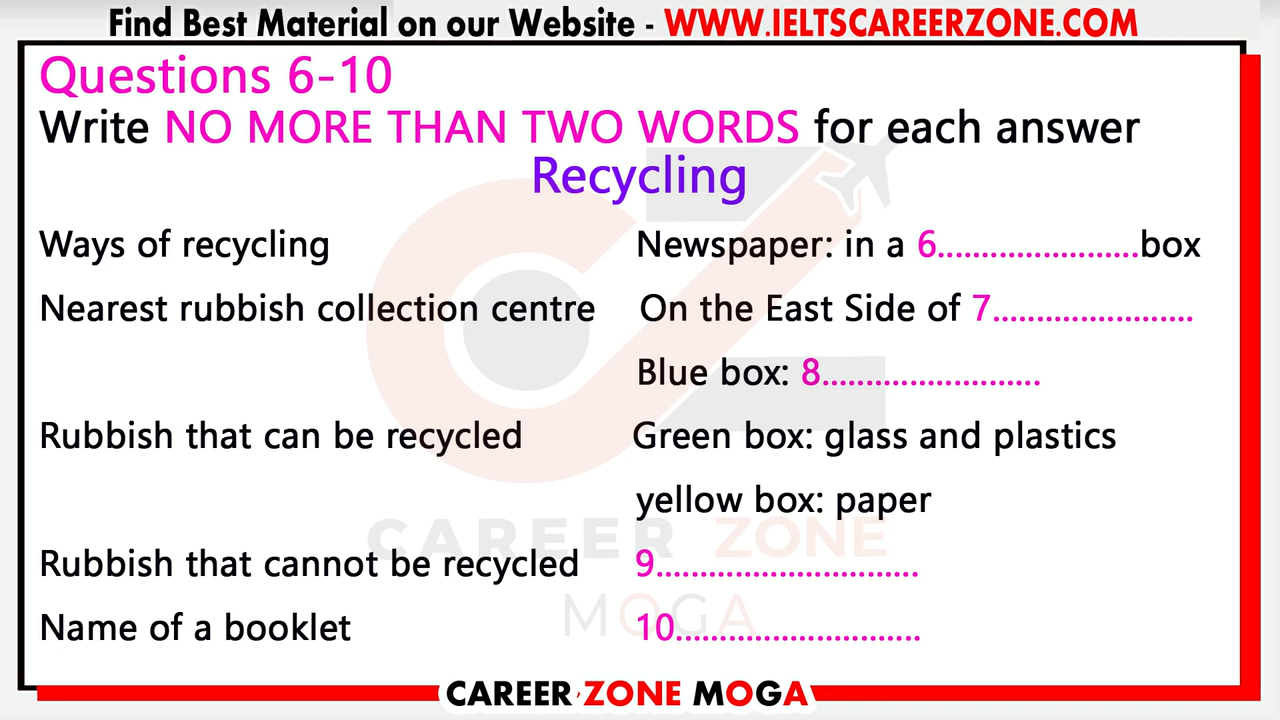 Find Best Material on our Website - WWW.IELTSCAREERZONE.COM
Questions 6-10
Write NO MORE THAN TWO WORDS for each answer
Recycling
Ways of recycling Newspaper: in a 6.......................box
Nearest rubbish collection centre On the East Side of 7.......................
Blue box: 8.........................
Rubbish that can be recycled Green box: glass and plastics
yellow box: paper
CAREER ZONE
Rubbish that cannot be recycled 9..............................
MOGA
Name of a booklet 10............................
CAREER ZONE MOGA